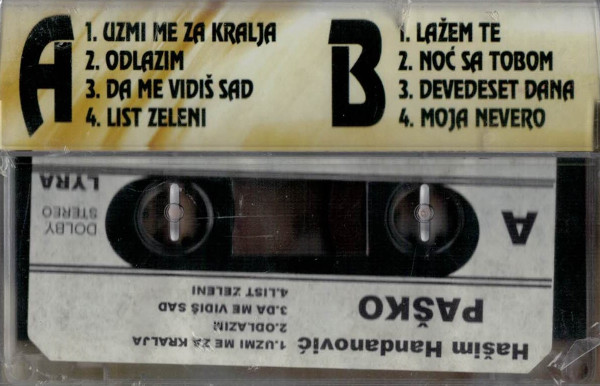 A
1. UZMI ME ZA KRALJA
2. ODLAZIM
3. DA ME VIDIŠ SAD
4. LIST ZELENI
B
1. LAŽEM TE
2. NOĆ SA TOBOM
3. DEVEDESET DANA
4. MOJA NEVERO
Hašim Handanović
PAŠKO
1.UZMI ME ZA KRALJA
2.ODLAZIM
3.DA ME VIDIŠ SAD
4.LIST ZELENI
A
DOLBY
STEREO
LYRA